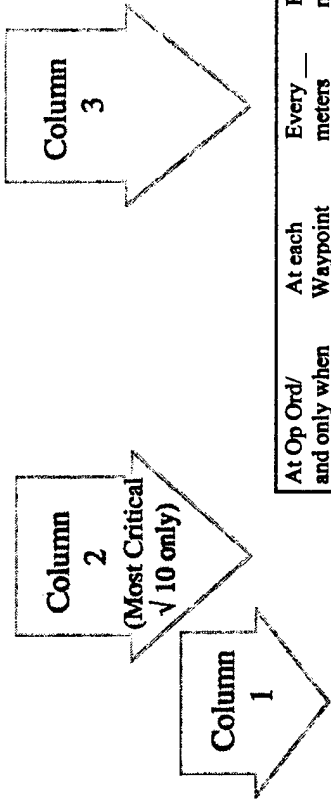 Column
1
Column
2
(Most Critical
√ 10 only)
Column
3
At Op Ord/
and only when
At each
Waypoint
Every __
meters